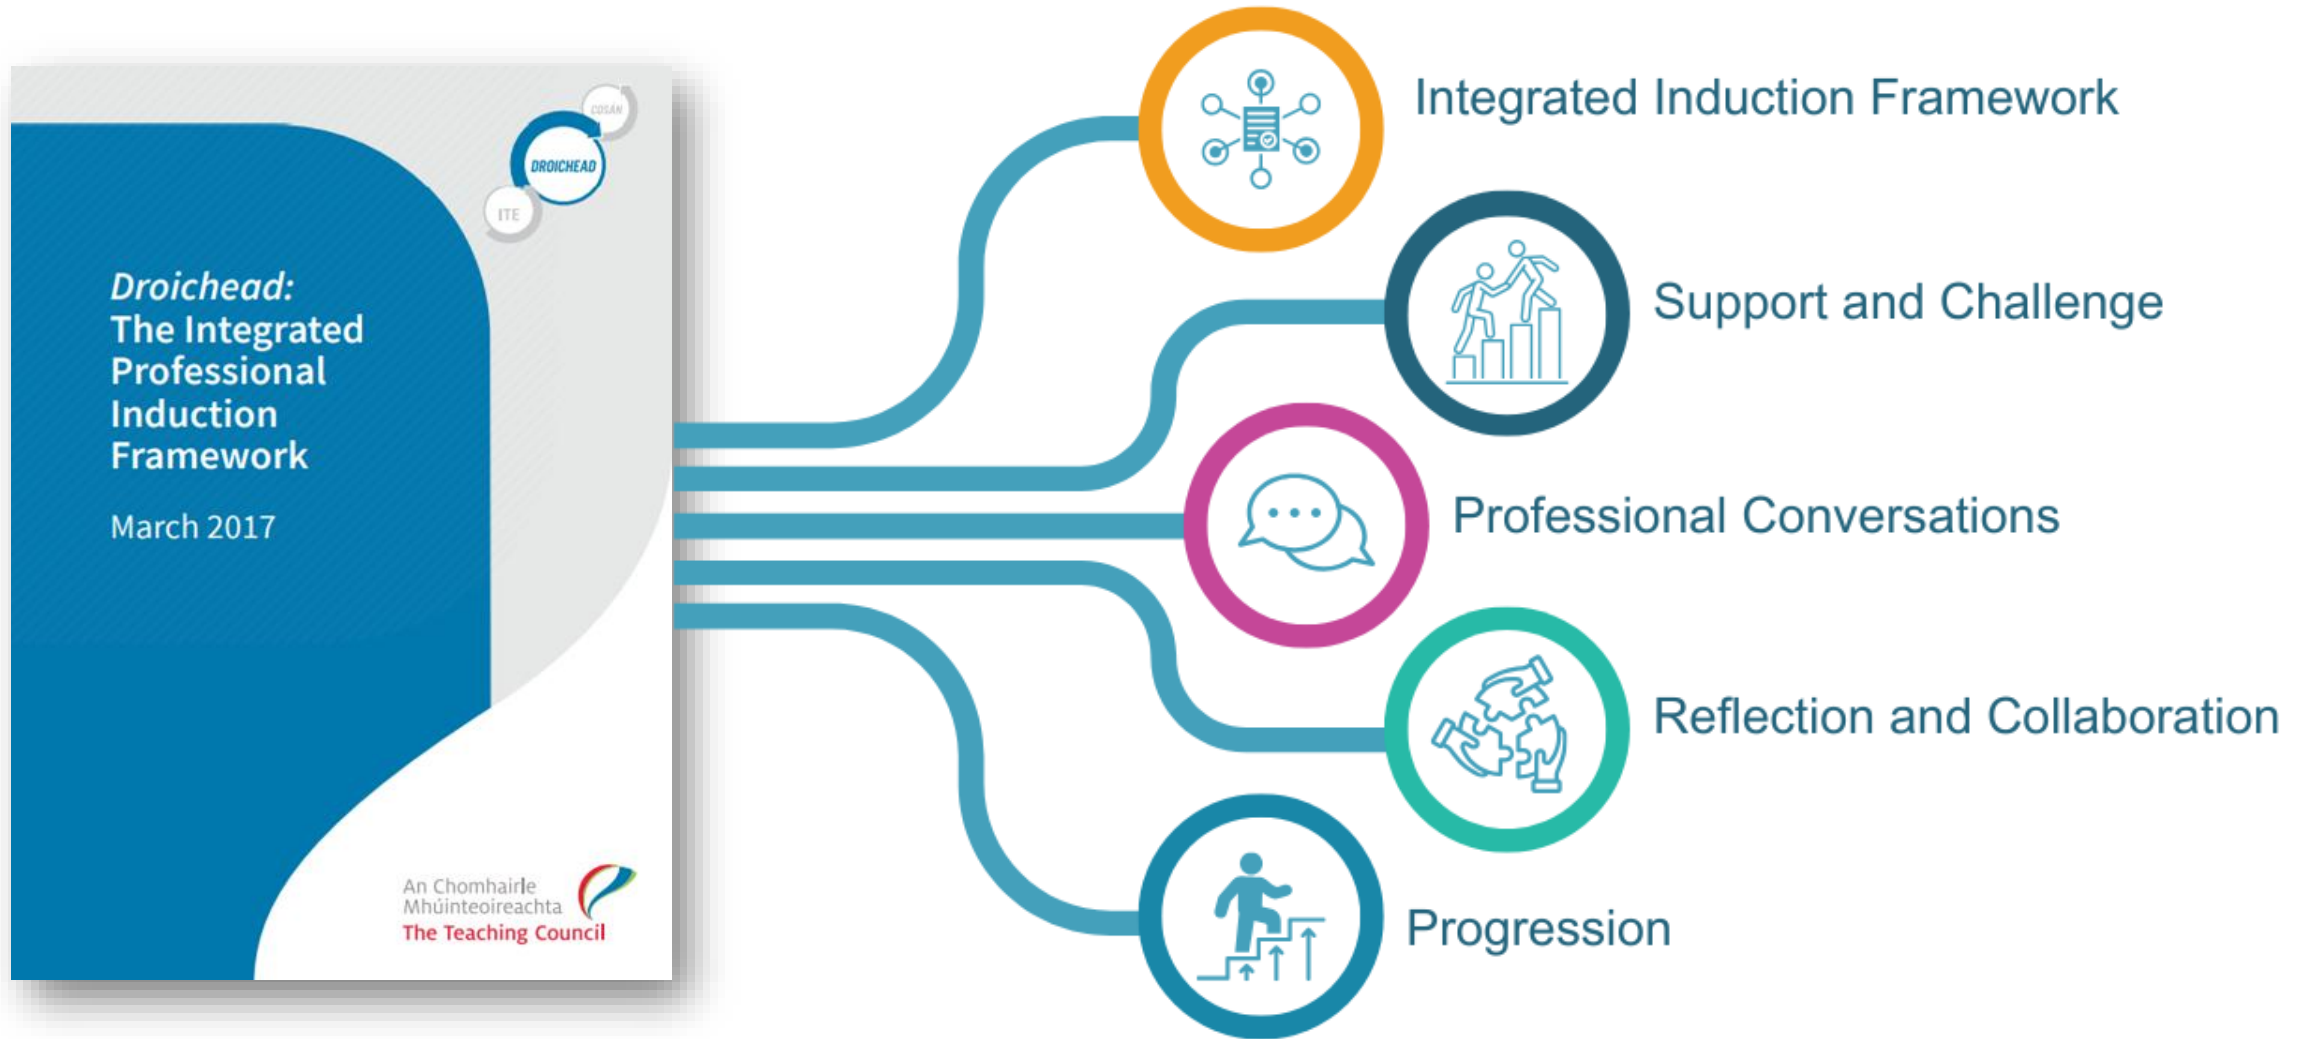 COSÁN
DROICHEAD
ITE
Droichead:
The Integrated
Professional
Induction
Framework
March 2017
An Chomhairle
Mhúinteoireachta
The Teaching Council
Integrated Induction Framework
Support and Challenge
Professional Conversations
Reflection and Collaboration
Progression